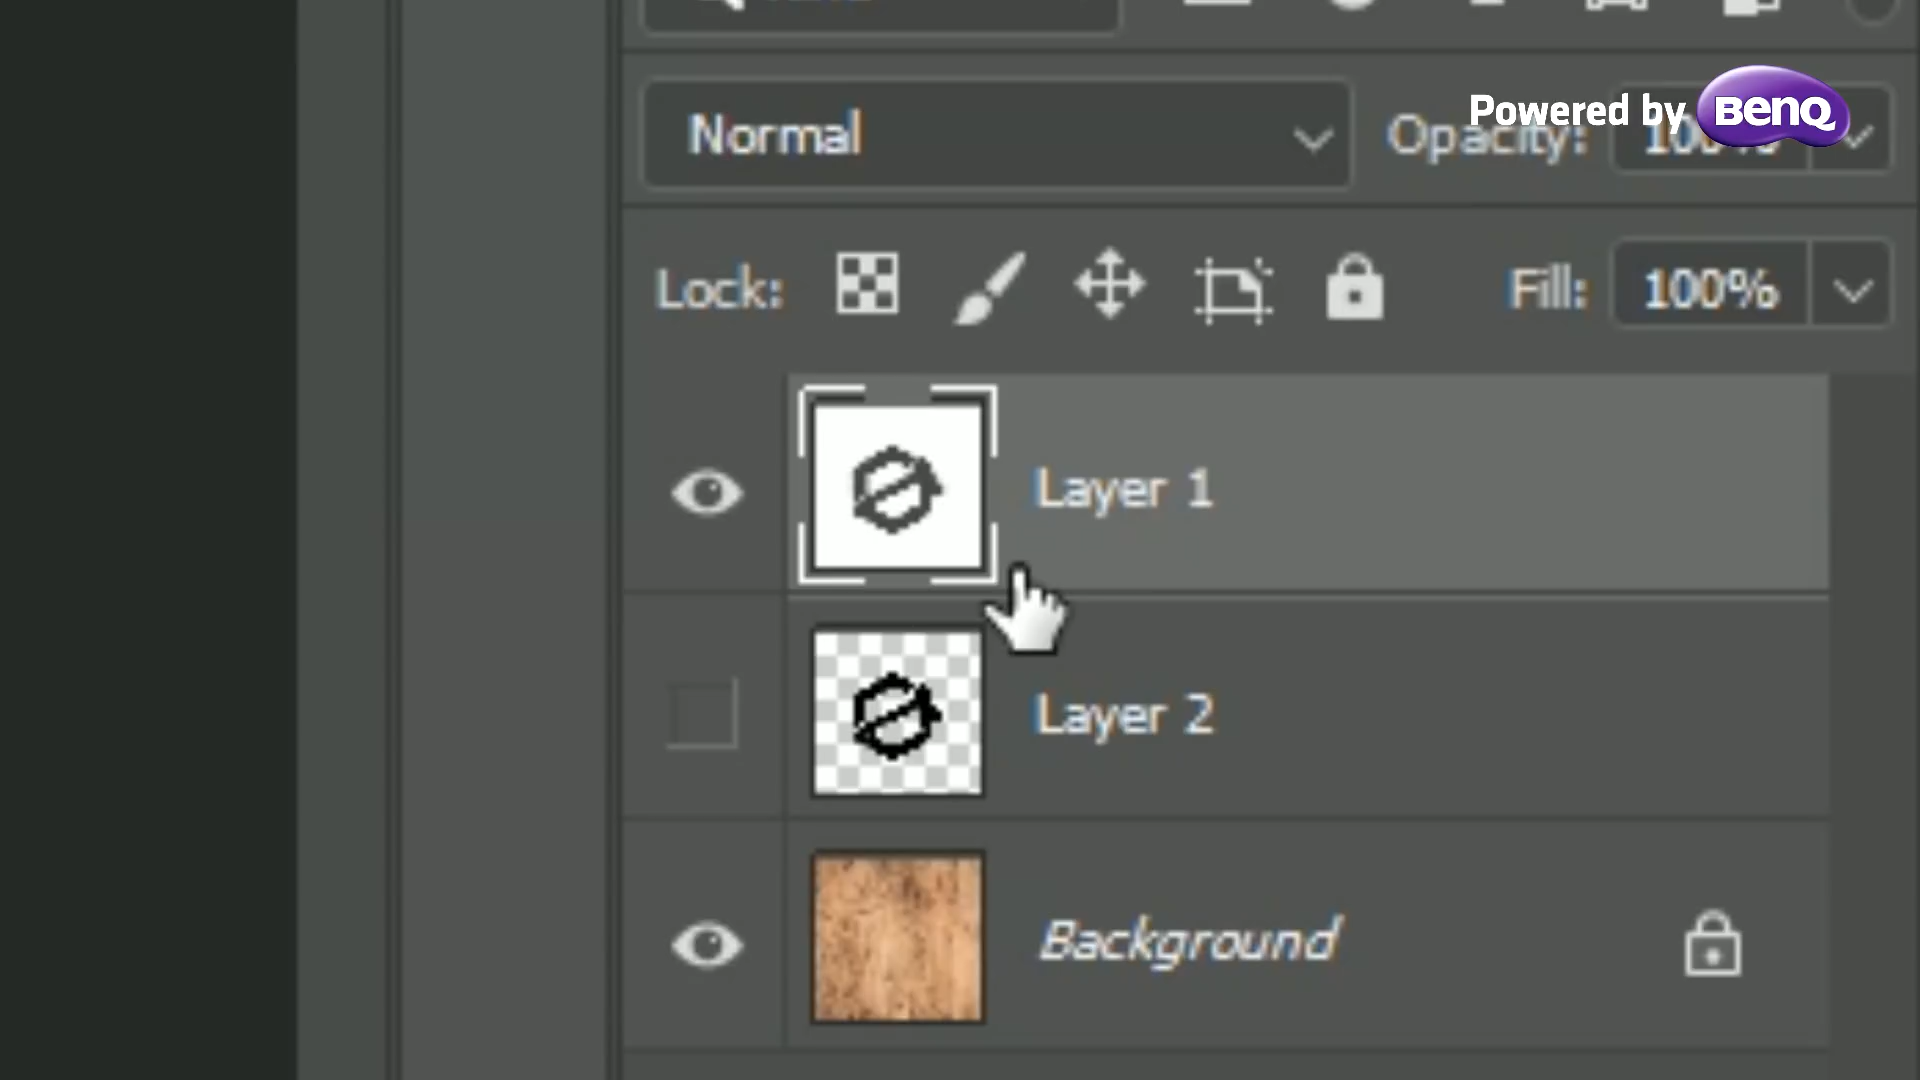 Powered by BenQ
Normal
Opacity:
Lock:
Fill: 100%
Layer 1
Layer 2
Background